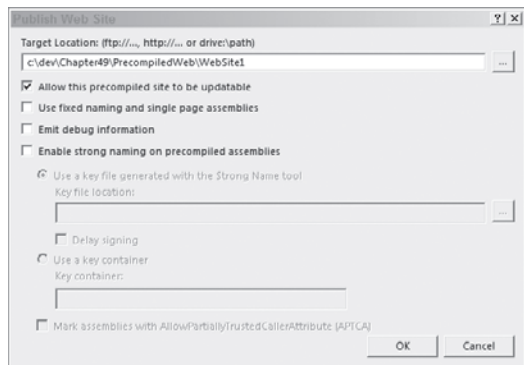 Publish Web Site
? x
Target Location: (ftp://..., http://... or drive:\path)
c:\dev\Chapter49\PrecompiledWeb\WebSite1
...
Allow this precompiled site to be updatable
Use fixed naming and single page assemblies
Emit debug information
Enable strong naming on precompiled assemblies
Use a key file generated with the Strong Name tool
Key file location:
...
Delay signing
Use a key container
Key container:
Mark assemblies with AllowPartiallyTrustedCallerAttribute (APTCA)
OK Cancel